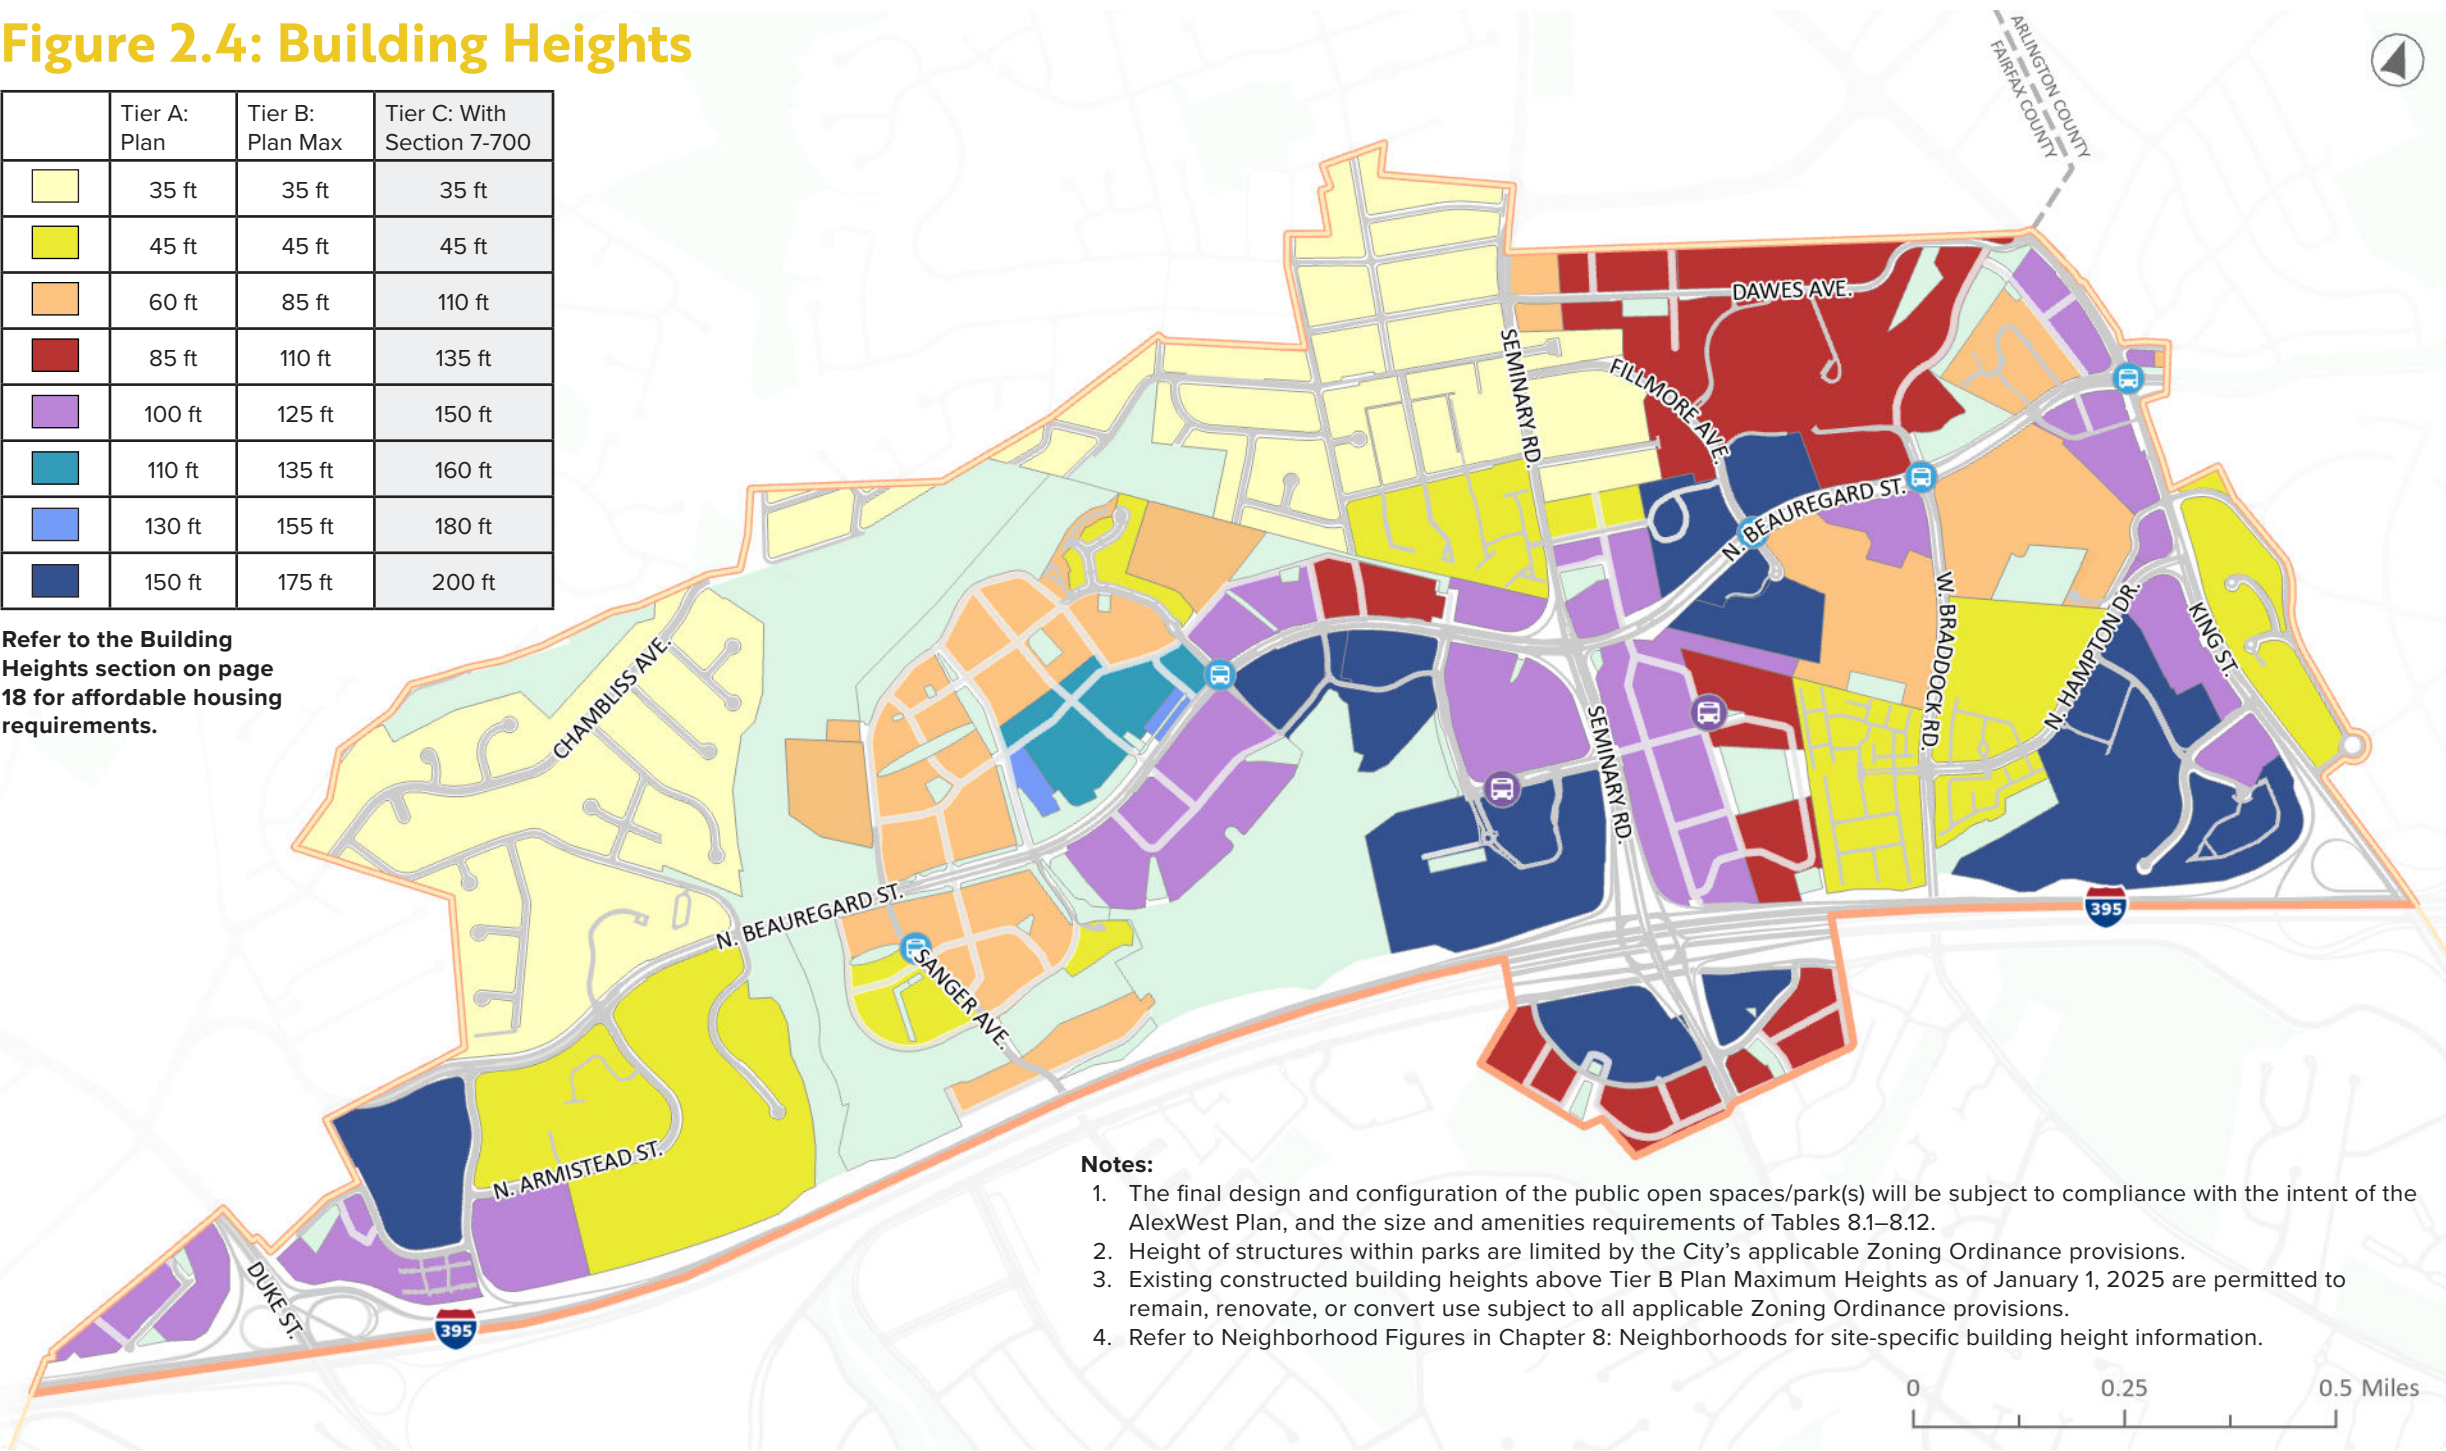 Figure 2.4: Building Heights
Tier A: Plan
Tier B: Plan Max
Tier C: With Section 7-700
35 ft 35 ft 35 ft
45 ft 45 ft 45 ft
60 ft 85 ft 110 ft
85 ft 110 ft 135 ft
100 ft 125 ft 150 ft
110 ft 135 ft 160 ft
130 ft 155 ft 180 ft
150 ft 175 ft 200 ft
Refer to the Building
Heights section on page
18 for affordable housing
requirements.
ARLINGTON COUNTY
FAIRFAX COUNTY
DAWES AVE.
SEMINARY RD.
FILLMORE AVE.
N. BEAUREGARD ST.
W. BRADDOCK RD.
N. HAMPTON DR.
KING ST.
CHAMBLISS AVE.
SEMINARY RD.
N. BEAUREGARD ST.
SANGER AVE.
395
N. ARMISTEAD ST.
DUKE ST.
395
Notes:
1. The final design and configuration of the public open spaces/park(s) will be subject to compliance with the intent of the
AlexWest Plan, and the size and amenities requirements of Tables 8.1–8.12.
2. Height of structures within parks are limited by the City's applicable Zoning Ordinance provisions.
3. Existing constructed building heights above Tier B Plan Maximum Heights as of January 1, 2025 are permitted to
remain, renovate, or convert use subject to all applicable Zoning Ordinance provisions.
4. Refer to Neighborhood Figures in Chapter 8: Neighborhoods for site-specific building height information.
0 0.25 0.5 Miles